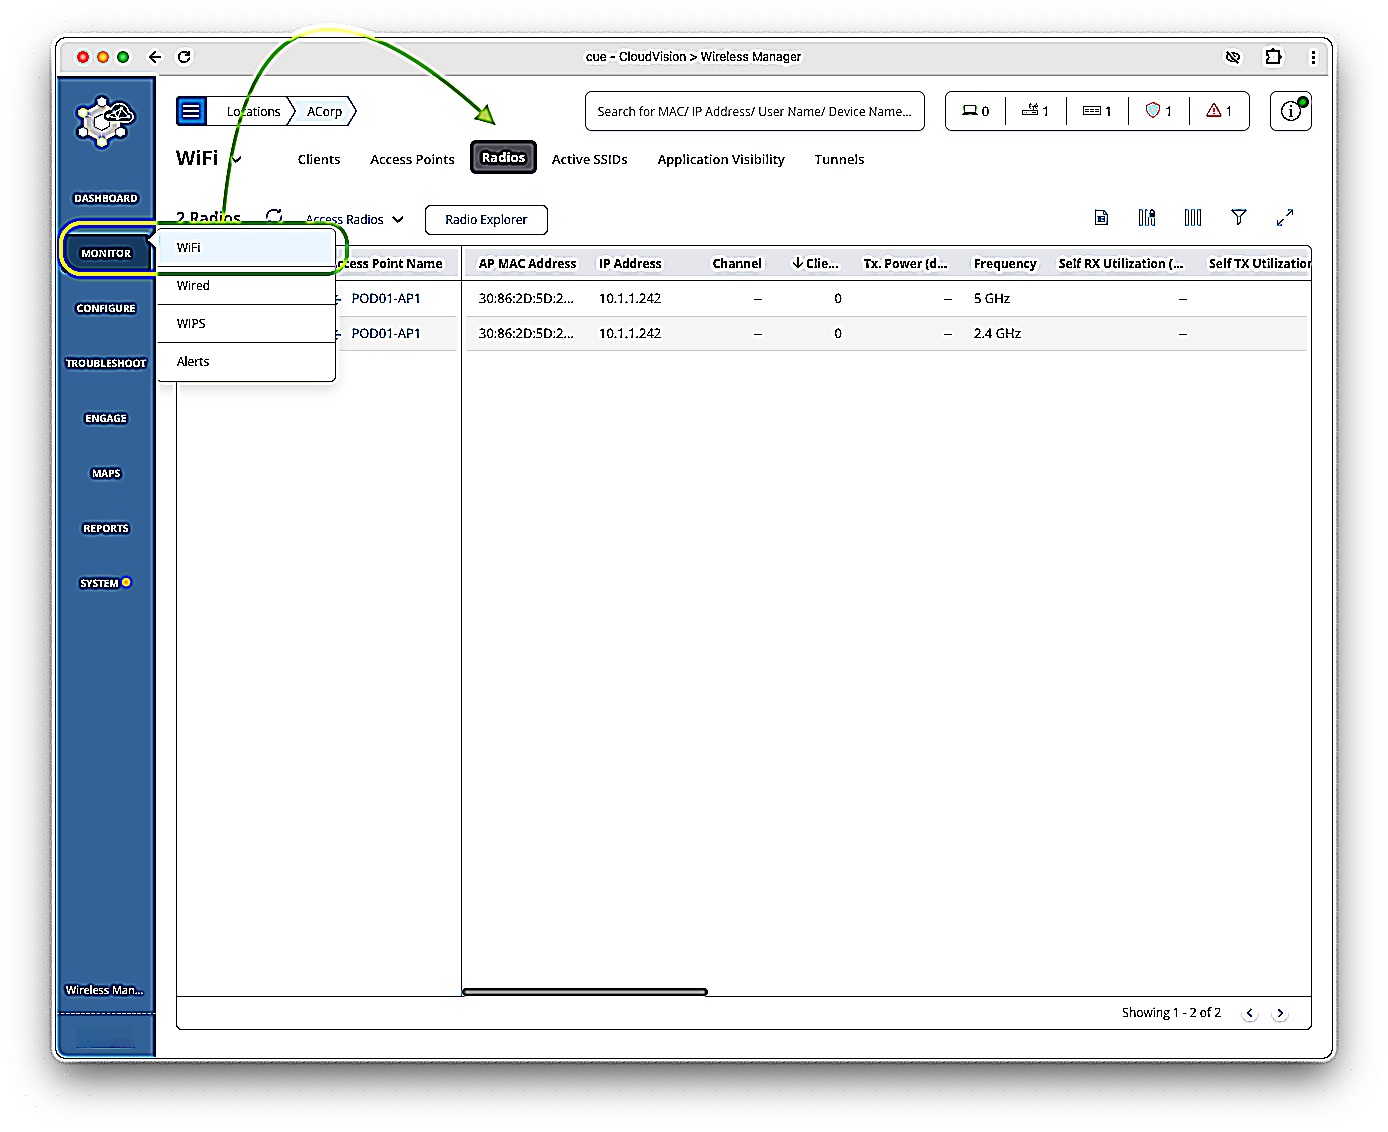 cue - CloudVision > Wireless Manager
Locations ACorp
Search for MAC/ IP Address/ User Name/ Device Name...
0 1 1 1 1
WiFi Clients Access Points Radios Active SSIDs Application Visibility Tunnels
2 Radios Access Radios Radio Explorer
DASHBOARD
MONITOR
CONFIGURE
TROUBLESHOOT
ENGAGE
MAPS
REPORTS
SYSTEM
Wireless Man...
WiFi
Wired
WIPS
Alerts
Point Name AP MAC Address IP Address Channel Clie... Tx. Power (d... Frequency Self RX Utilization (... Self TX Utilization
POD01-AP1 30:86:2D:5D:2... 10.1.1.242 -- 0 -- 5 GHz --
POD01-AP1 30:86:2D:5D:2... 10.1.1.242 -- 0 -- 2.4 GHz --
Showing 1 - 2 of 2